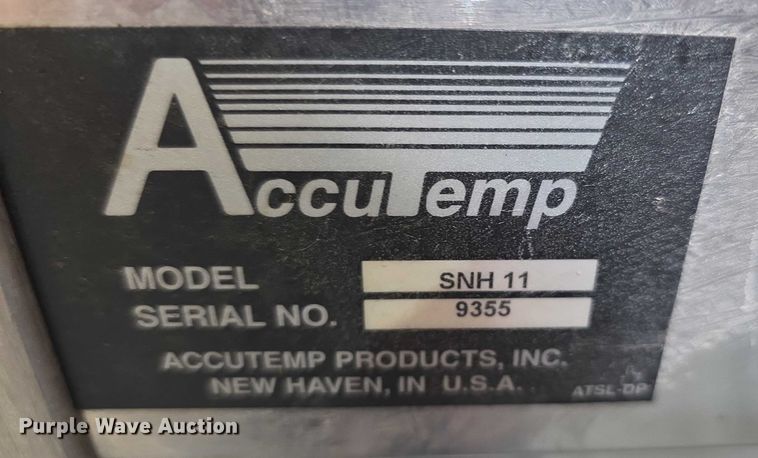 AccuTemp
MODEL SNH 11
SERIAL NO. 9355
ACCUTEMP PRODUCTS, INC.
NEW HAVEN, IN U.S.A.
ATSL-DP
Purple Wave Auction